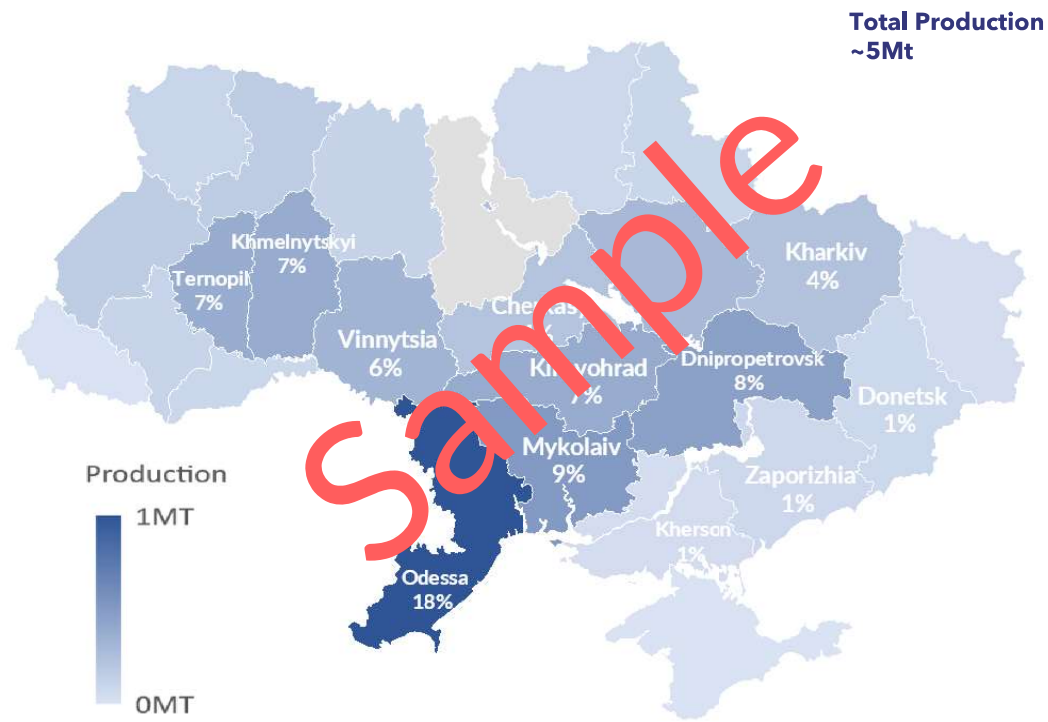 Total Production
~5Mt
Khmelnytskyi
7%
Ternopil
7%
Kharkiv
4%
Vinnytsia
6%
Dnipropetrovsk
8%
7%
Donetsk
1%
Mykolaiv
9%
Zaporizhia
1%
Kherson
1%
Odessa
18%
Production
1MT
0MT
Sample